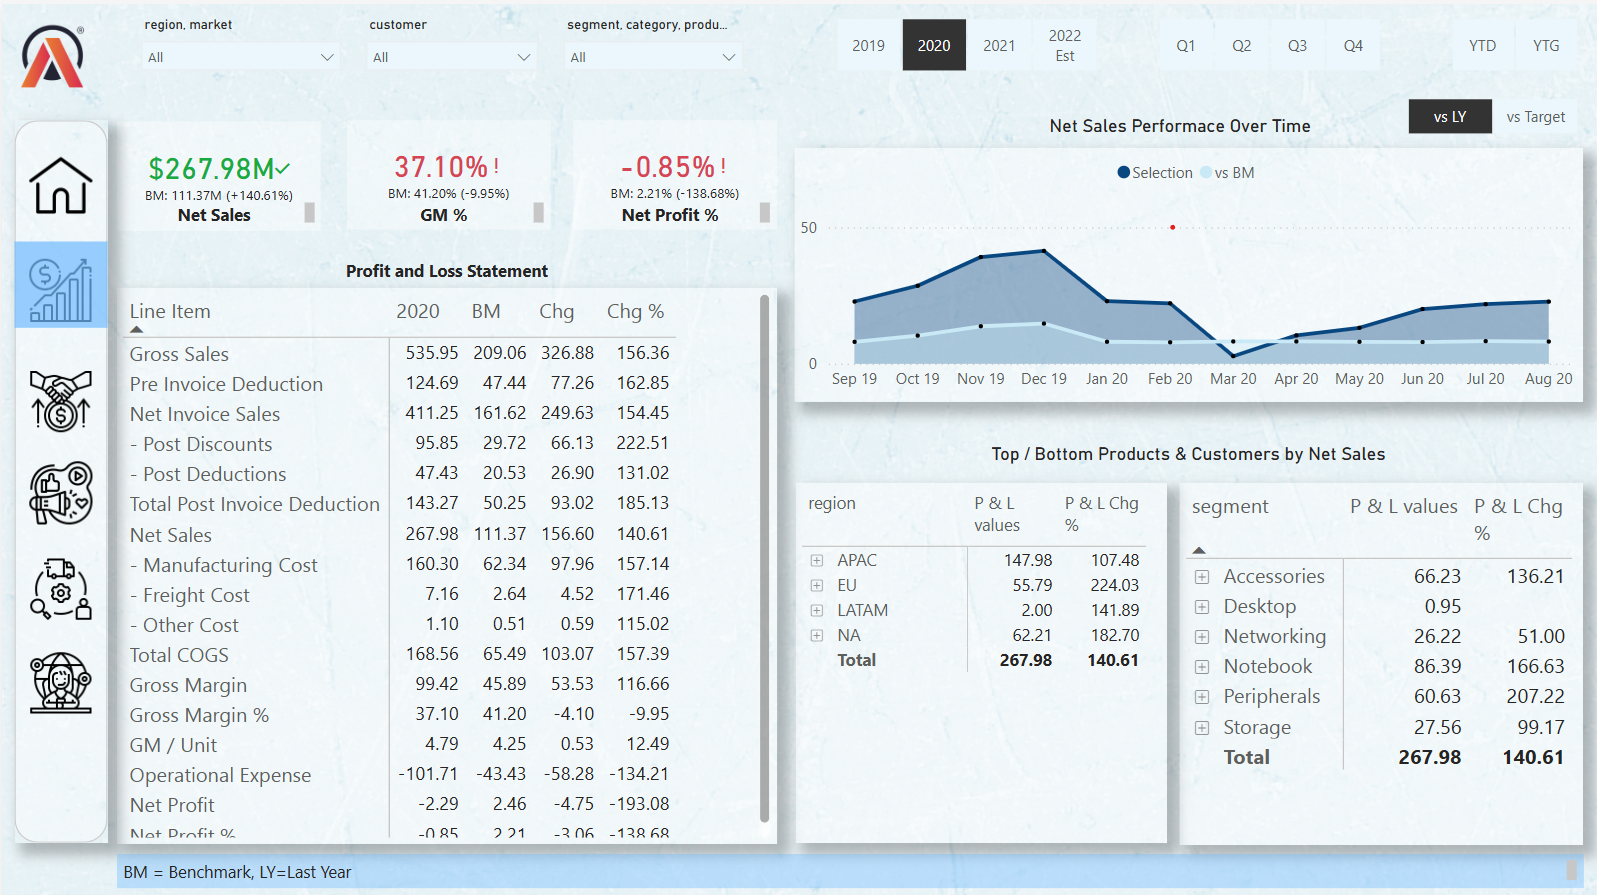 region, market
customer
segment, category, produ...
All
All
All
2019
2020
2021
2022
Est
Q1
Q2
Q3
Q4
YTD
YTG
vs LY
vs Target
$267.98M
BM: 111.37M (+140.61%)
Net Sales
37.10% !
BM: 41.20% (-9.95%)
GM %
-0.85% !
BM: 2.21% (-138.68%)
Net Profit %
Net Sales Performace Over Time
Selection vs BM
50
0
Sep 19 Oct 19 Nov 19 Dec 19 Jan 20 Feb 20 Mar 20 Apr 20 May 20 Jun 20 Jul 20 Aug 20
Profit and Loss Statement
Line Item 2020 BM Chg Chg %
Gross Sales 535.95 209.06 326.88 156.36
Pre Invoice Deduction 124.69 47.44 77.26 162.85
Net Invoice Sales 411.25 161.62 249.63 154.45
- Post Discounts 95.85 29.72 66.13 222.51
- Post Deductions 47.43 20.53 26.90 131.02
Total Post Invoice Deduction 143.27 50.25 93.02 185.13
Net Sales 267.98 111.37 156.60 140.61
- Manufacturing Cost 160.30 62.34 97.96 157.14
- Freight Cost 7.16 2.64 4.52 171.46
- Other Cost 1.10 0.51 0.59 115.02
Total COGS 168.56 65.49 103.07 157.39
Gross Margin 99.42 45.89 53.53 116.66
Gross Margin % 37.10 41.20 -4.10 -9.95
GM / Unit 4.79 4.25 0.53 12.49
Operational Expense -101.71 -43.43 -58.28 -134.21
Net Profit -2.29 2.46 -4.75 -193.08
Net Profit % -0.85 2.21 -3.06 -138.68
Top / Bottom Products & Customers by Net Sales
region P & L values P & L Chg %
APAC 147.98 107.48
EU 55.79 224.03
LATAM 2.00 141.89
NA 62.21 182.70
Total 267.98 140.61
segment P & L values P & L Chg %
Accessories 66.23 136.21
Desktop 0.95
Networking 26.22 51.00
Notebook 86.39 166.63
Peripherals 60.63 207.22
Storage 27.56 99.17
Total 267.98 140.61
BM = Benchmark, LY=Last Year